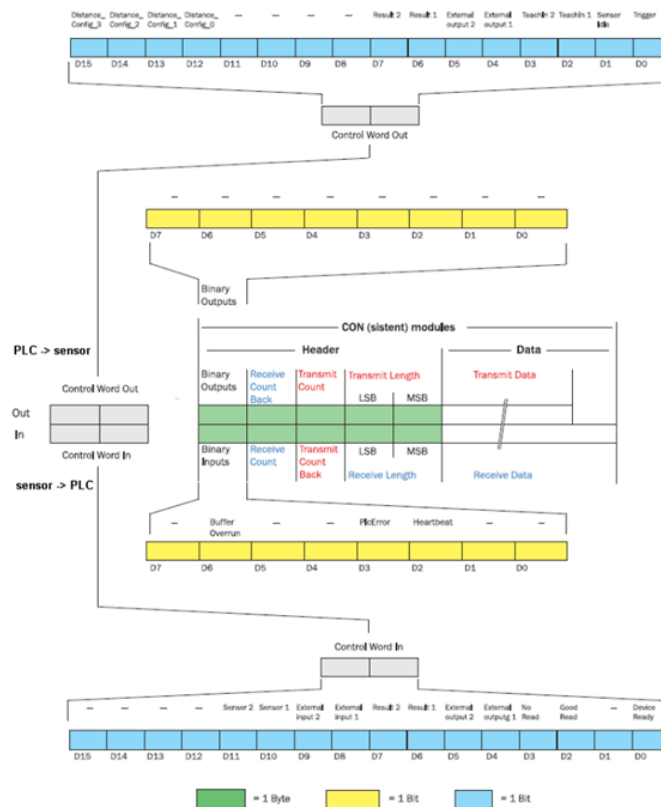 Distance_ Distance_ Distance_ Distance_ — — — — Result 2 Result 1 External External TeachIn 2 TeachIn 1 Sensor Trigger
Config_3 Config_2 Config_1 Config_0 output 2 output 1 Idle
D15 D14 D13 D12 D11 D10 D9 D8 D7 D6 D5 D4 D3 D2 D1 D0
Control Word Out
— — — — — — — —
D7 D6 D5 D4 D3 D2 D1 D0
Binary
Outputs
CON (sistent) modules
PLC -> sensor
Header Data
Binary Receive Transmit Transmit Length Transmit Data
Outputs Count Count
Back LSB MSB
Control Word Out
Out
In
Control Word In
Binary Receive Transmit LSB MSB
Inputs Count Count
Back Receive Length Receive Data
sensor -> PLC
— Buffer — — PlcError Heartbeat — —
Overrun
D7 D6 D5 D4 D3 D2 D1 D0
Control Word In
— — — — Sensor 2 Sensor 1 External External Result 2 Result 1 External External No Good — Device
input 2 input 1 output 2 outputg 1 Read Read Ready
D15 D14 D13 D12 D11 D10 D9 D8 D7 D6 D5 D4 D3 D2 D1 D0
= 1 Byte = 1 Bit = 1 Bit